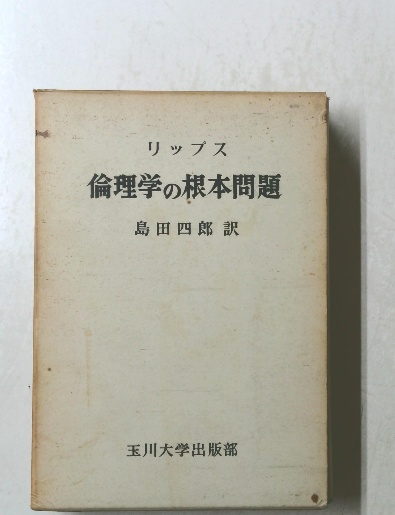 リップス
倫理学の根本問題
島田四郎 訳
玉川大学出版部